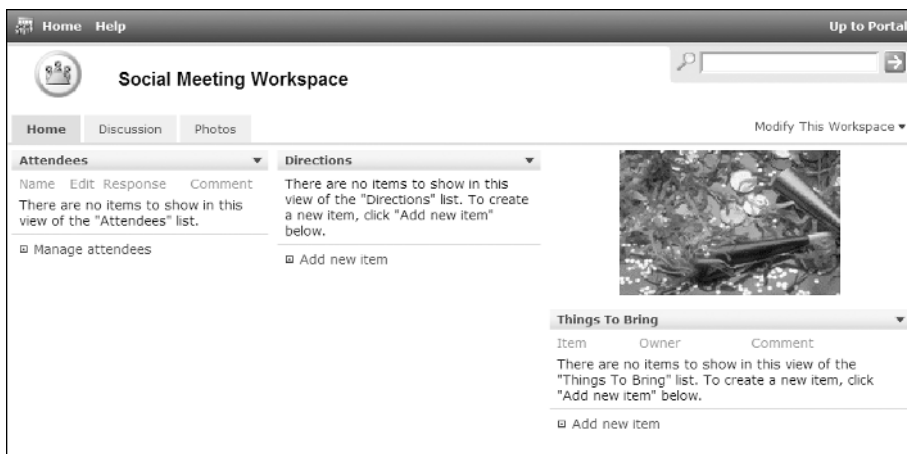 Home Help Up to Portal
Social Meeting Workspace
Home Discussion Photos Modify This Workspace
Attendees
Name Edit Response Comment
There are no items to show in this
view of the "Attendees" list.
Manage attendees
Directions
There are no items to show in this
view of the "Directions" list. To create
a new item, click "Add new item"
below.
Add new item
Things To Bring
Item Owner Comment
There are no items to show in this view of the
"Things To Bring" list. To create a new item, click
"Add new item" below.
Add new item